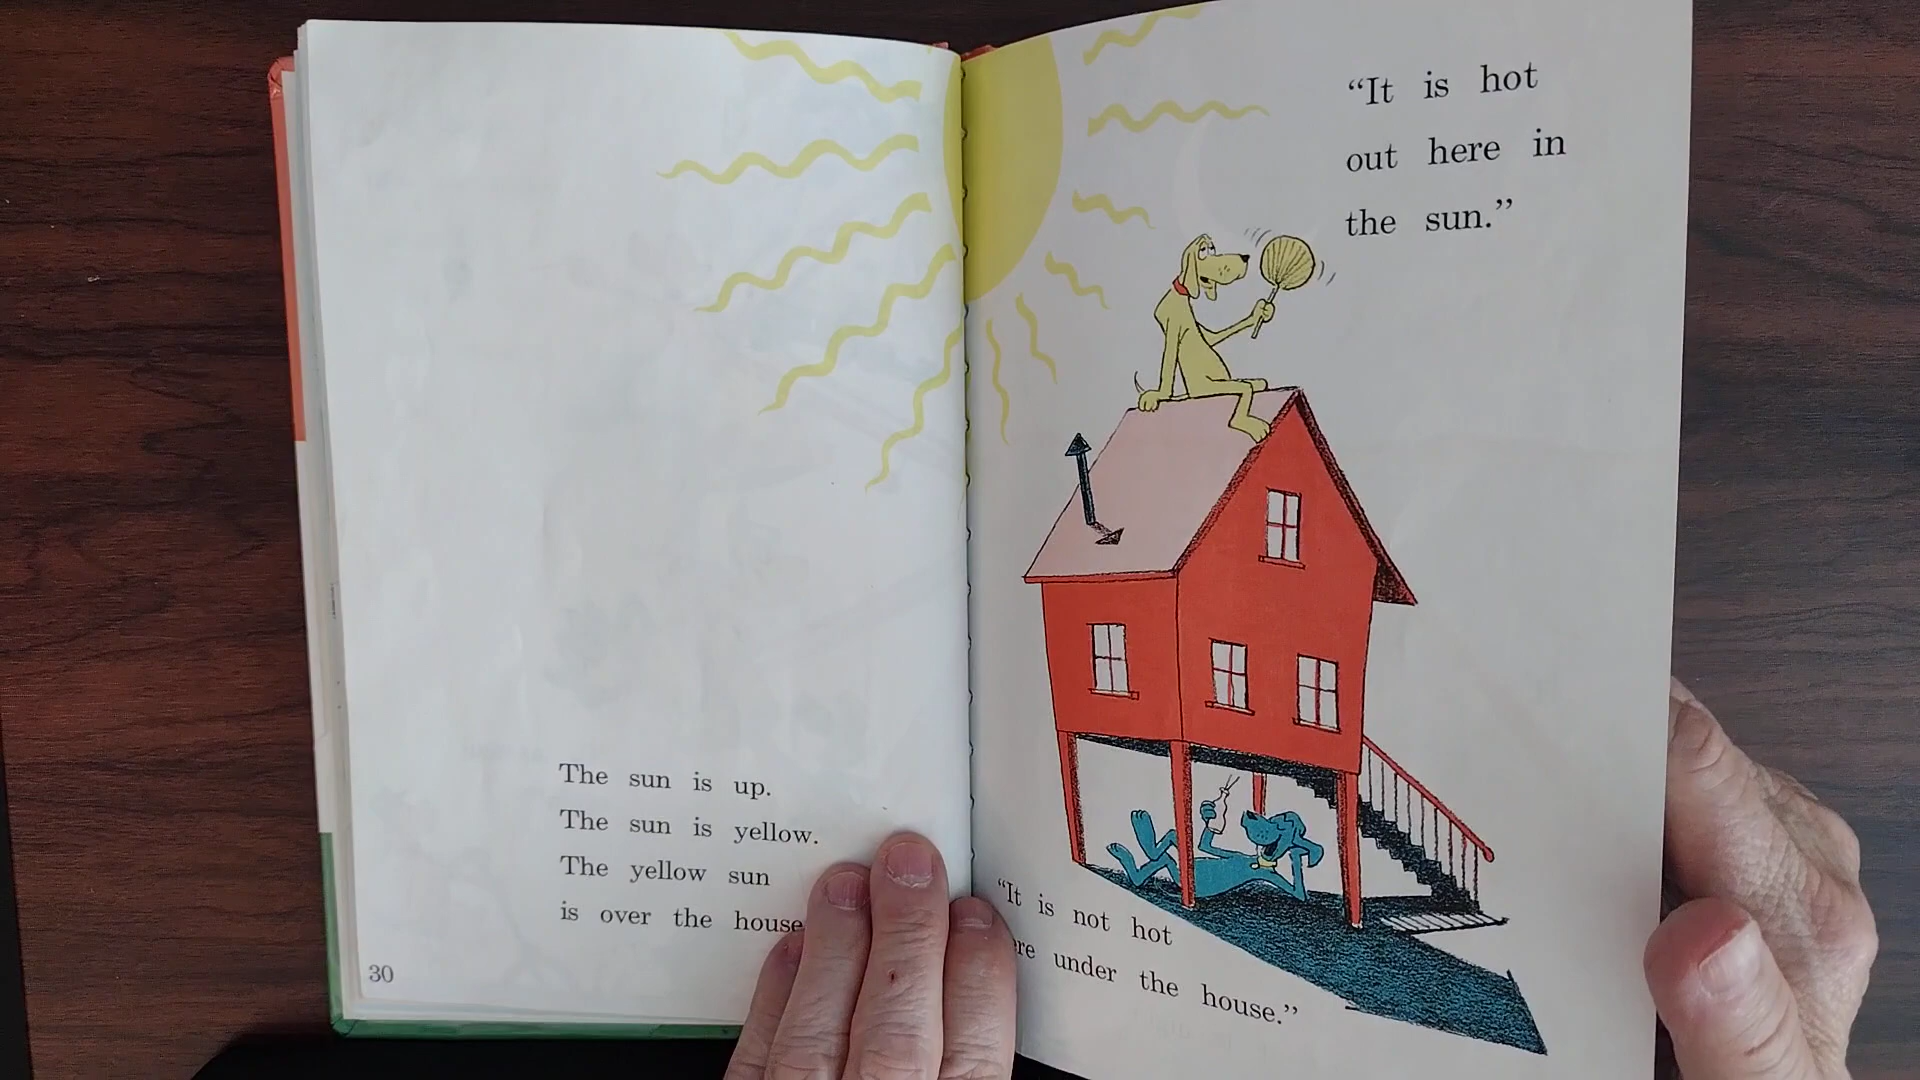 The sun is up.
The sun is yellow.
The yellow sun
is over the house
30
“It is hot
out here in
the sun.”
“It is not hot
under the house.”